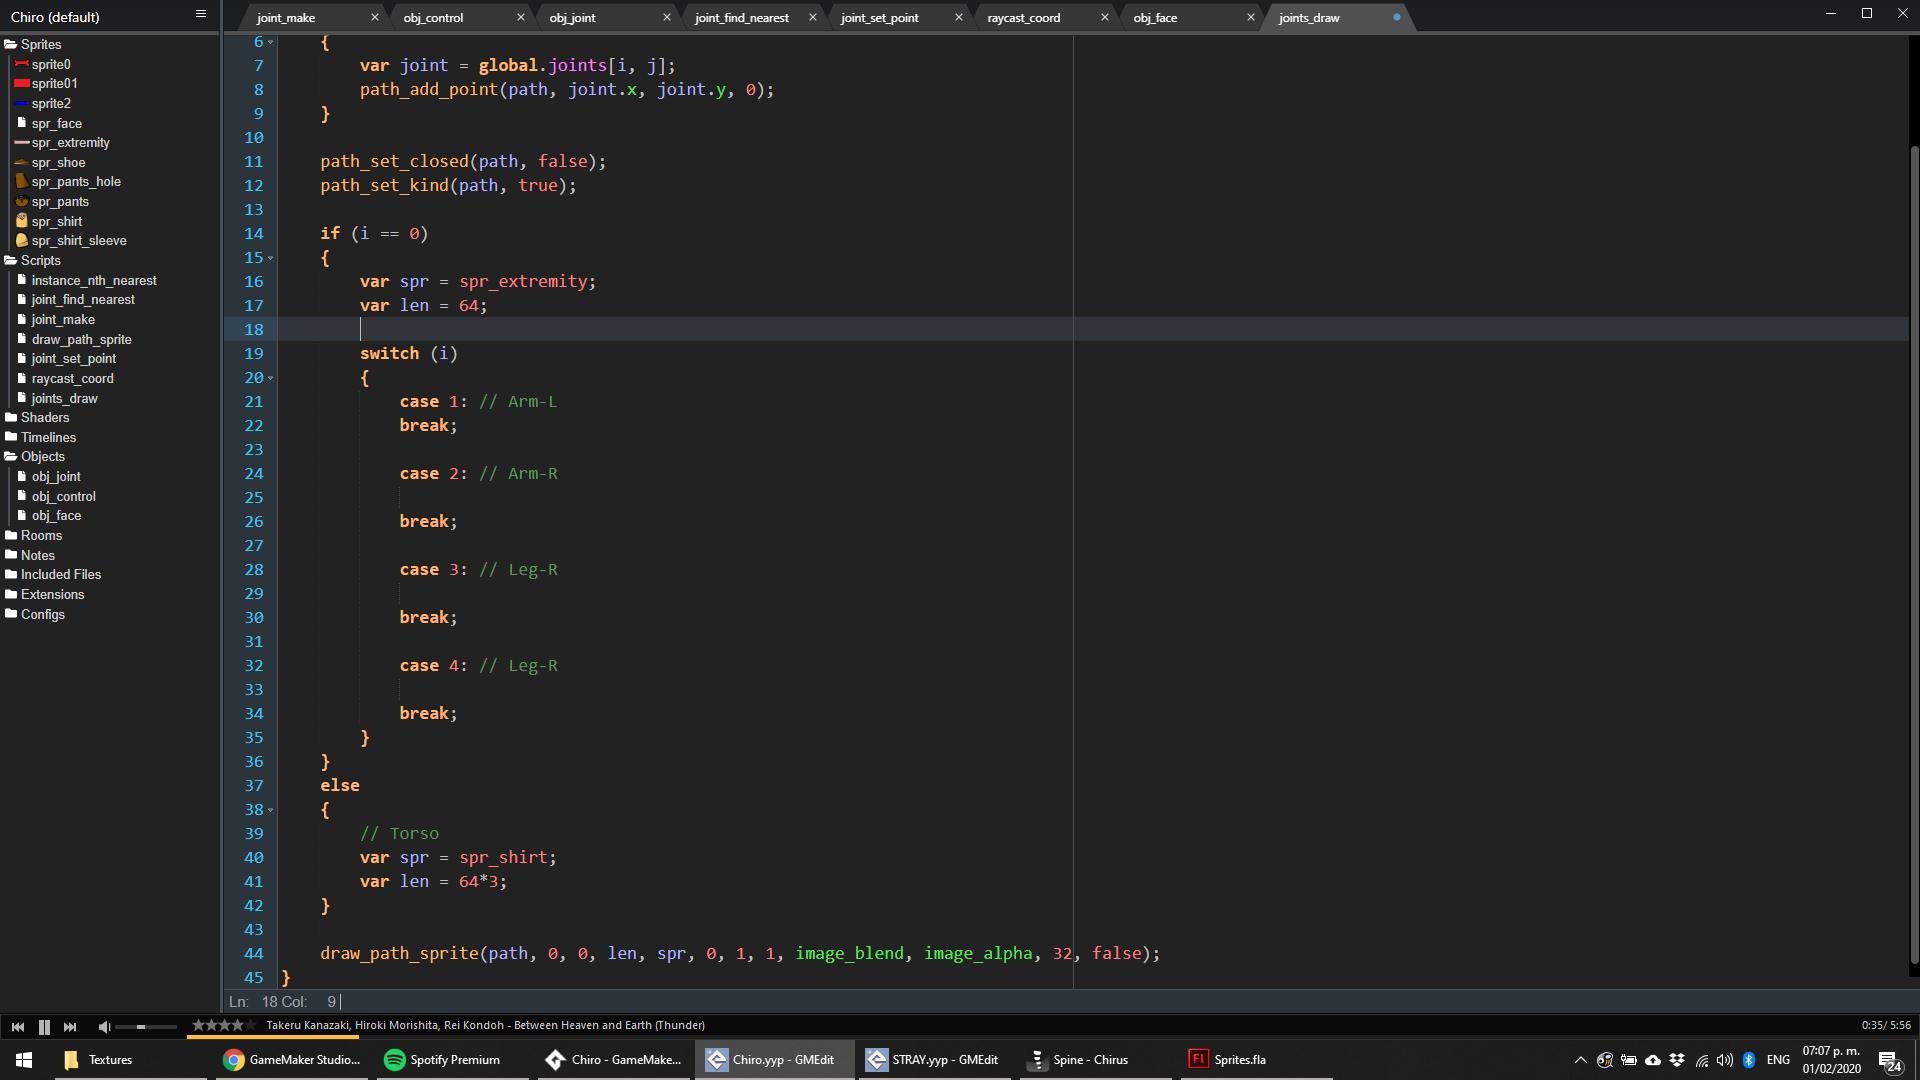 Chiro (default)
joint_make
obj_control
obj_joint
joint_find_nearest
joint_set_point
raycast_coord
obj_face
joints_draw
Sprites
sprite0
sprite01
sprite2
spr_face
spr_extremity
spr_shoe
spr_pants_hole
spr_pants
spr_shirt
spr_shirt_sleeve
Scripts
instance_nth_nearest
joint_find_nearest
joint_make
draw_path_sprite
joint_set_point
raycast_coord
joints_draw
Shaders
Timelines
Objects
obj_joint
obj_control
obj_face
Rooms
Notes
Included Files
Extensions
Configs
6 {
7 var joint = global.joints[i, j];
8 path_add_point(path, joint.x, joint.y, 0);
9 }
10
11 path_set_closed(path, false);
12 path_set_kind(path, true);
13
14 if (i == 0)
15 {
16 var spr = spr_extremity;
17 var len = 64;
18
19 switch (i)
20 {
21 case 1: // Arm-L
22 break;
23
24 case 2: // Arm-R
25
26 break;
27
28 case 3: // Leg-R
29
30 break;
31
32 case 4: // Leg-R
33
34 break;
35 }
36 }
37 else
38 {
39 // Torso
40 var spr = spr_shirt;
41 var len = 64*3;
42 }
43
44 draw_path_sprite(path, 0, 0, len, spr, 0, 1, 1, image_blend, image_alpha, 32, false);
45 }
Ln: 18 Col: 9
Takeru Kanazaki, Hiroki Morishita, Rei Kondoh - Between Heaven and Earth (Thunder)
0:35/ 5:56
Textures
GameMaker Studio...
Spotify Premium
Chiro - GameMake...
Chiro.yyp - GMEdit
STRAY.yyp - GMEdit
Spine - Chirus
Fl
Sprites.fla
ENG
07:07 p. m.
01/02/2020
24